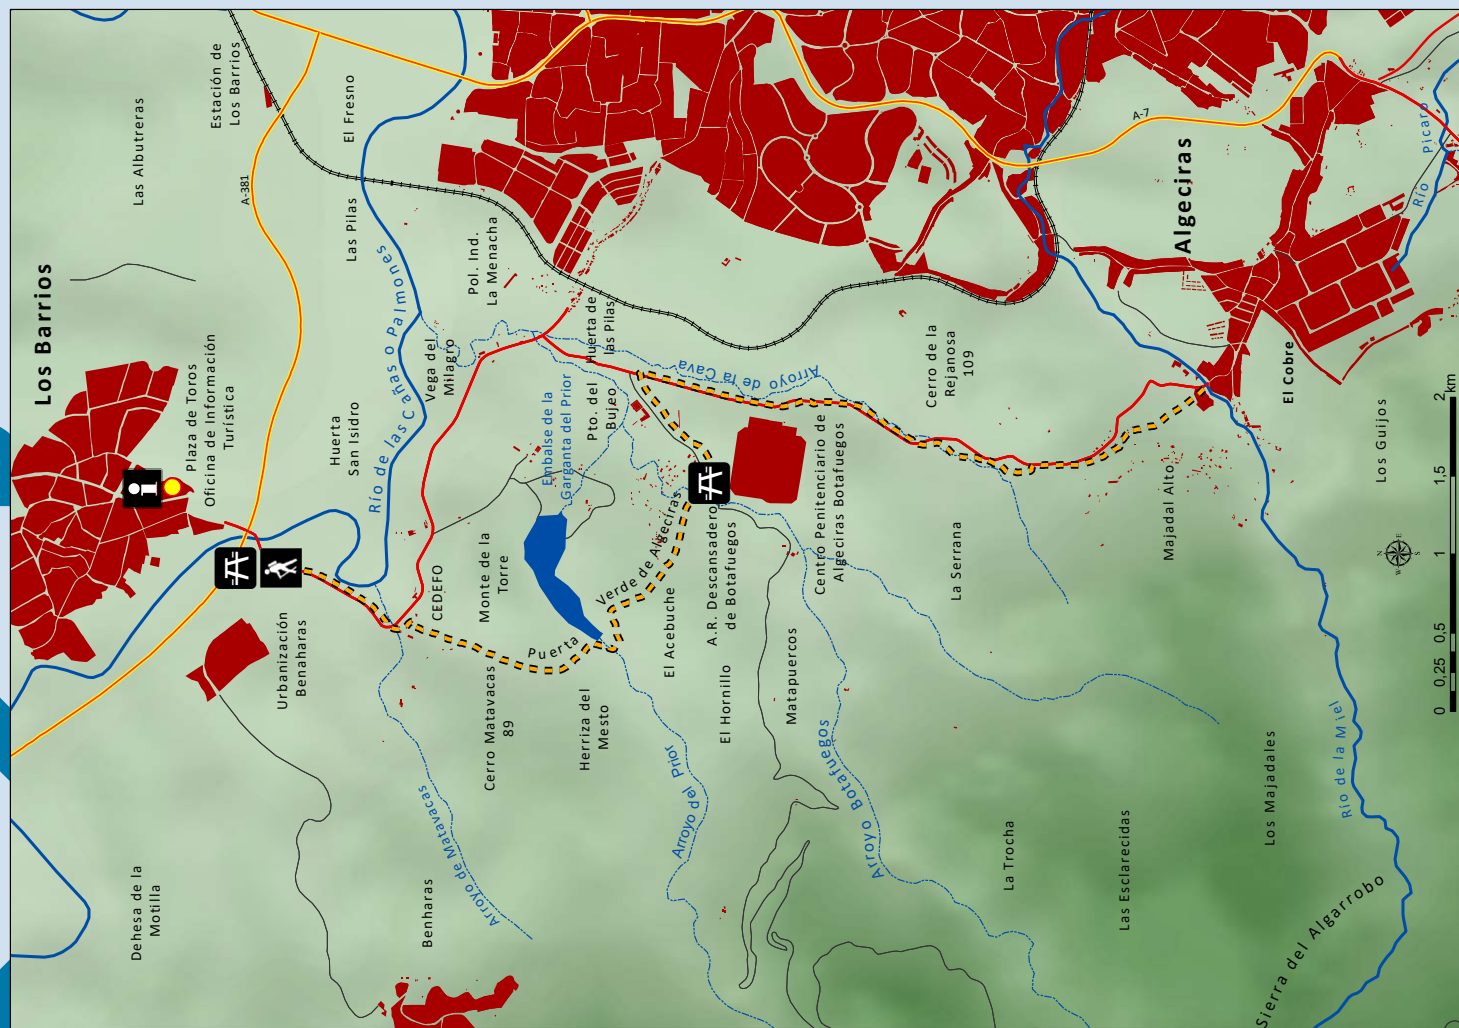 Los Barrios
Las Albutreras
Estación de
Los Barrios
El Fresno
A-381
Las Pilas
Plaza de Toros
Oficina de Información
Turística
i
Huerta
San Isidro
Río de las Cañas o Palmones
Pol. Ind.
La Menacha
Vega del
Milagro
Huerta de
las Pilas
Embalse de la
Garganta del Prior
Pto. del
Bujeo
Arroyo de la Cava
Cerro de la
Rejanosa
109
A-7
Algeciras
Río Picaro
El Cobre
Urbanización
Benaharas
CEDEFO
Monte de la
Torre
Puerta Verde de Algeciras
El Acebuche
A.R. Descansadero
de Botafuegos
Centro Penitenciario de
Algeciras Botafuegos
La Serrana
Majadal Alto
Los Guijos
Cerro Matavacas
89
Herriza del
Mesto
El Hornillo
Matapuercos
Arroyo de Matavacas
Arroyo del Prior
Arroyo Botafuegos
Dehesa de la
Motilla
Benharas
La Trocha
Las Esclarecidas
Los Majadales
Río de la Miel
Sierra del Algarrobo
N
E
S
W
0 0,25 0,5 1 1,5 2
km